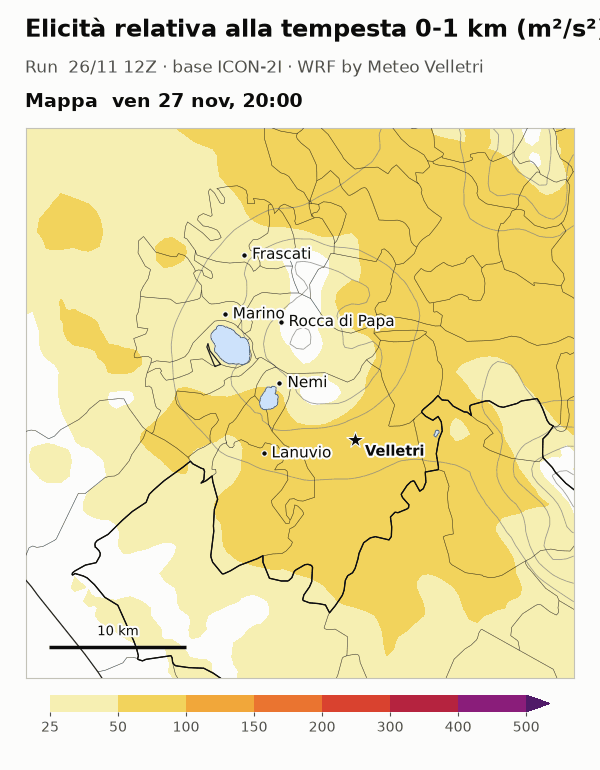 Elicità relativa alla tempesta 0-1 km (m²/s²)
Run  26/11 12Z · base ICON-2I · WRF by Meteo Velletri
Mappa  ven 27 nov, 20:00
Frascati
Marino
Rocca di Papa
Nemi
Velletri
Lanuvio
10 km
25 50 100 150 200 300 400 500